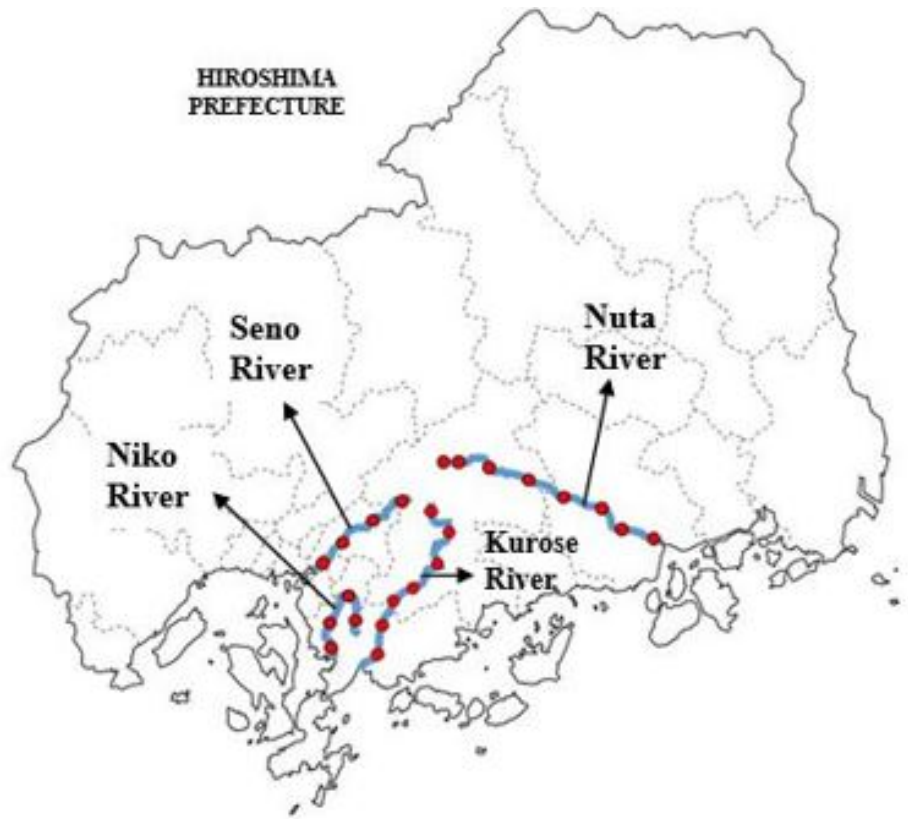 HIROSHIMA
PREFECTURE
Seno
River
Nuta
River
Niko
River
Kurose
River